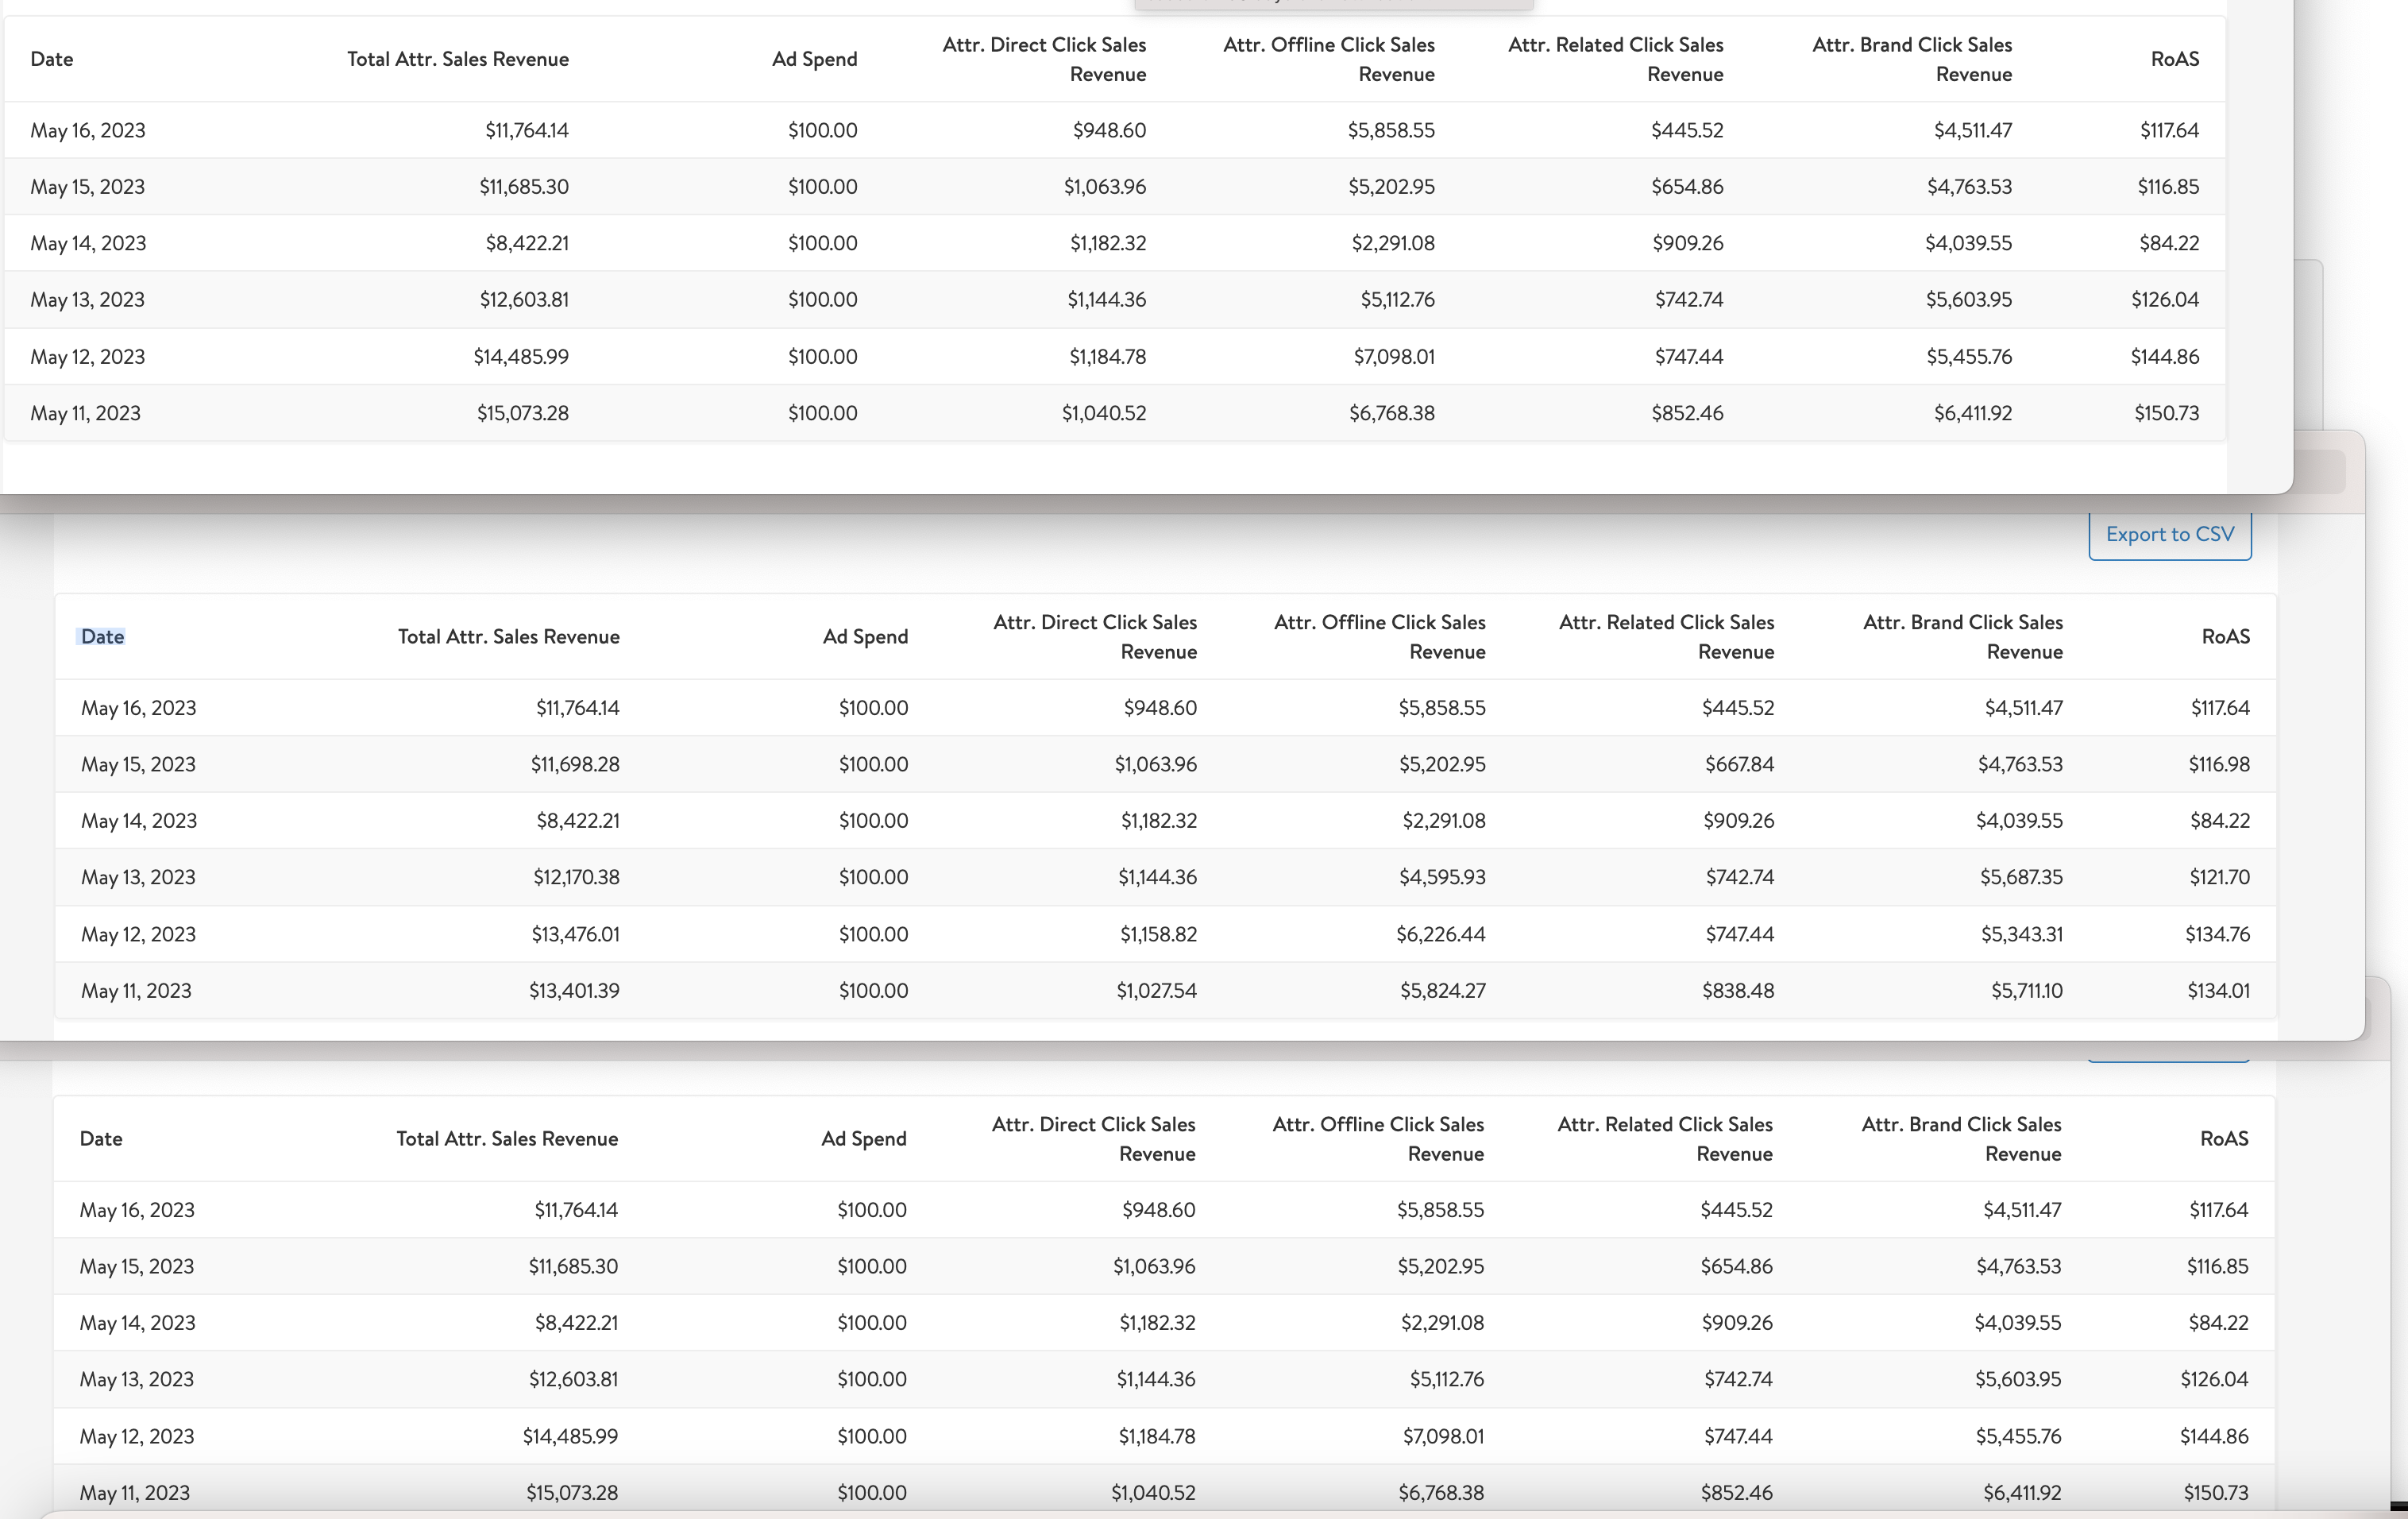 Date Total Attr. Sales Revenue Ad Spend Attr. Direct Click Sales Revenue Attr. Offline Click Sales Revenue Attr. Related Click Sales Revenue Attr. Brand Click Sales Revenue RoAS
May 16, 2023 $11,764.14 $100.00 $948.60 $5,858.55 $445.52 $4,511.47 $117.64
May 15, 2023 $11,685.30 $100.00 $1,063.96 $5,202.95 $654.86 $4,763.53 $116.85
May 14, 2023 $8,422.21 $100.00 $1,182.32 $2,291.08 $909.26 $4,039.55 $84.22
May 13, 2023 $12,603.81 $100.00 $1,144.36 $5,112.76 $742.74 $5,603.95 $126.04
May 12, 2023 $14,485.99 $100.00 $1,184.78 $7,098.01 $747.44 $5,455.76 $144.86
May 11, 2023 $15,073.28 $100.00 $1,040.52 $6,768.38 $852.46 $6,411.92 $150.73
Export to CSV
Date Total Attr. Sales Revenue Ad Spend Attr. Direct Click Sales Revenue Attr. Offline Click Sales Revenue Attr. Related Click Sales Revenue Attr. Brand Click Sales Revenue RoAS
May 16, 2023 $11,764.14 $100.00 $948.60 $5,858.55 $445.52 $4,511.47 $117.64
May 15, 2023 $11,698.28 $100.00 $1,063.96 $5,202.95 $667.84 $4,763.53 $116.98
May 14, 2023 $8,422.21 $100.00 $1,182.32 $2,291.08 $909.26 $4,039.55 $84.22
May 13, 2023 $12,170.38 $100.00 $1,144.36 $4,595.93 $742.74 $5,687.35 $121.70
May 12, 2023 $13,476.01 $100.00 $1,158.82 $6,226.44 $747.44 $5,343.31 $134.76
May 11, 2023 $13,401.39 $100.00 $1,027.54 $5,824.27 $838.48 $5,711.10 $134.01
Date Total Attr. Sales Revenue Ad Spend Attr. Direct Click Sales Revenue Attr. Offline Click Sales Revenue Attr. Related Click Sales Revenue Attr. Brand Click Sales Revenue RoAS
May 16, 2023 $11,764.14 $100.00 $948.60 $5,858.55 $445.52 $4,511.47 $117.64
May 15, 2023 $11,685.30 $100.00 $1,063.96 $5,202.95 $654.86 $4,763.53 $116.85
May 14, 2023 $8,422.21 $100.00 $1,182.32 $2,291.08 $909.26 $4,039.55 $84.22
May 13, 2023 $12,603.81 $100.00 $1,144.36 $5,112.76 $742.74 $5,603.95 $126.04
May 12, 2023 $14,485.99 $100.00 $1,184.78 $7,098.01 $747.44 $5,455.76 $144.86
May 11, 2023 $15,073.28 $100.00 $1,040.52 $6,768.38 $852.46 $6,411.92 $150.73